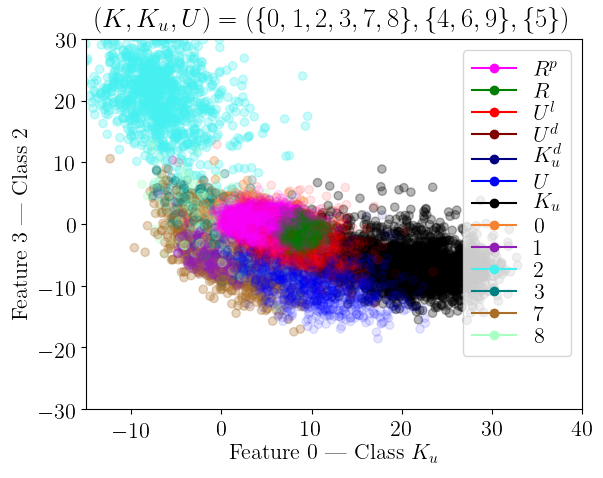 (K, K_u, U) = ({0, 1, 2, 3, 7, 8}, {4, 6, 9}, {5})
30
20
10
0
−10
−20
−30
Feature 3 — Class 2
R^p
R
U^l
U^d
K_u^d
U
K_u
0
1
2
3
7
8
−10
0
10
20
30
40
Feature 0 — Class K_u